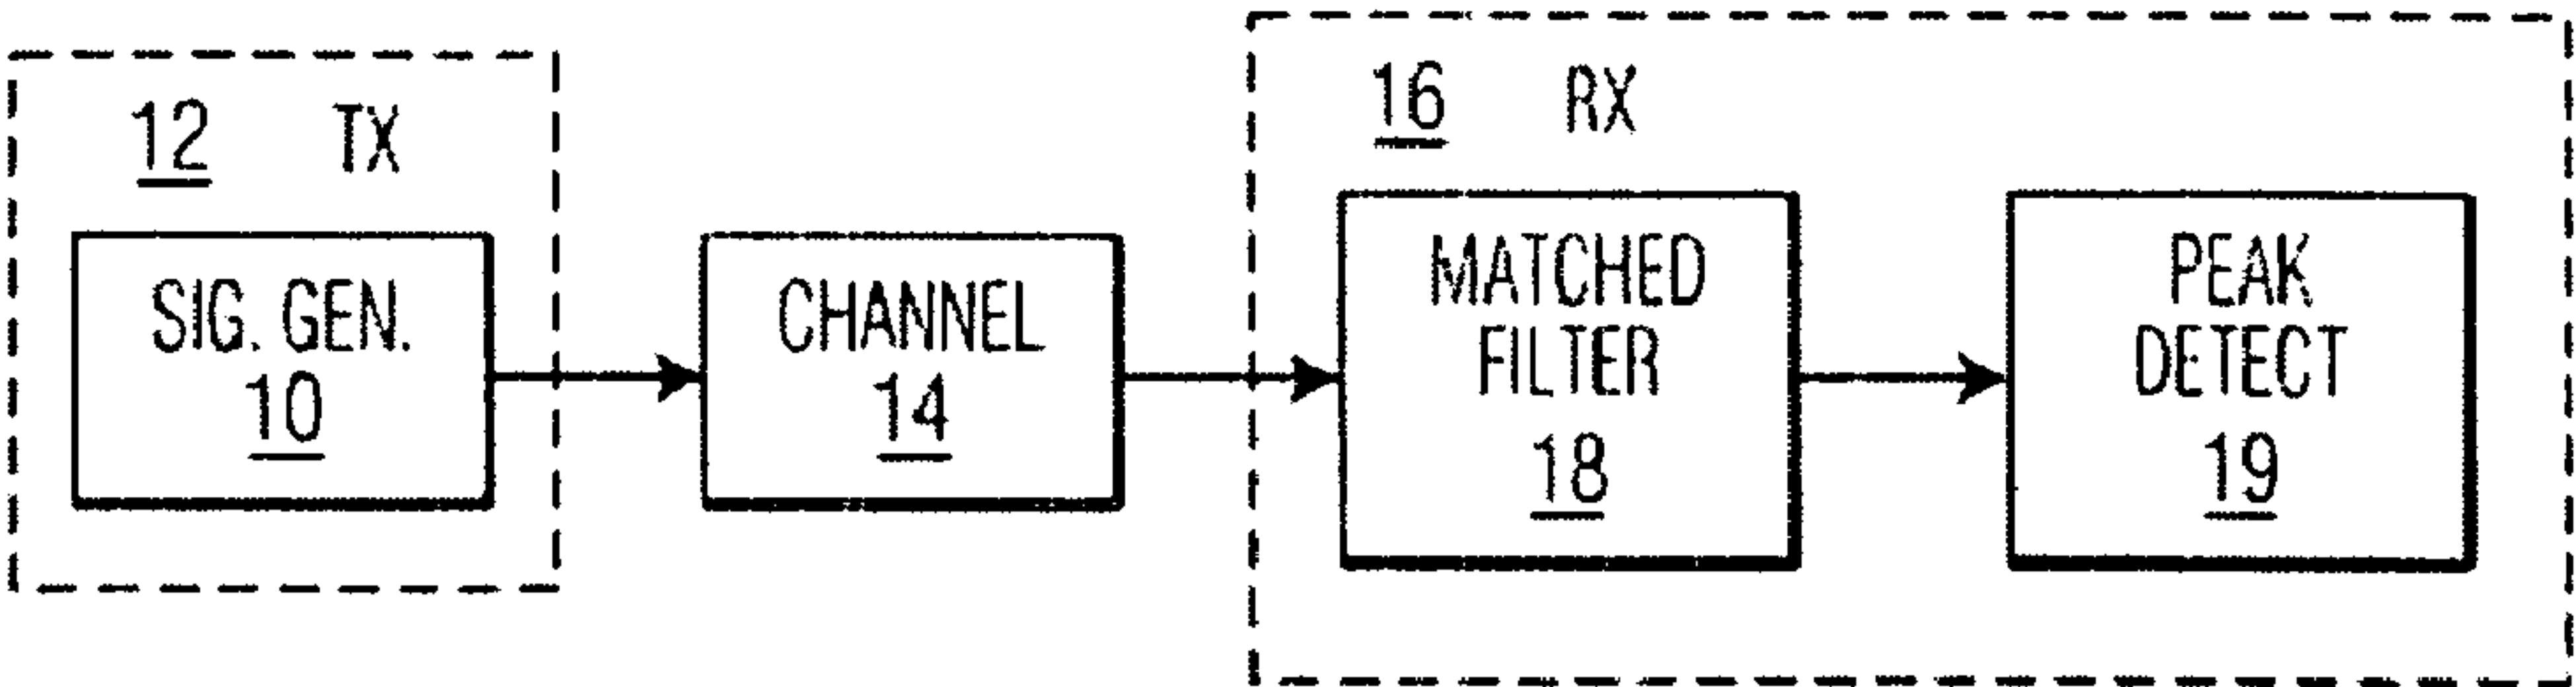 12 TX
SIG. GEN.
10
CHANNEL
14
16 RX
MATCHED
FILTER
18
PEAK
DETECT
19